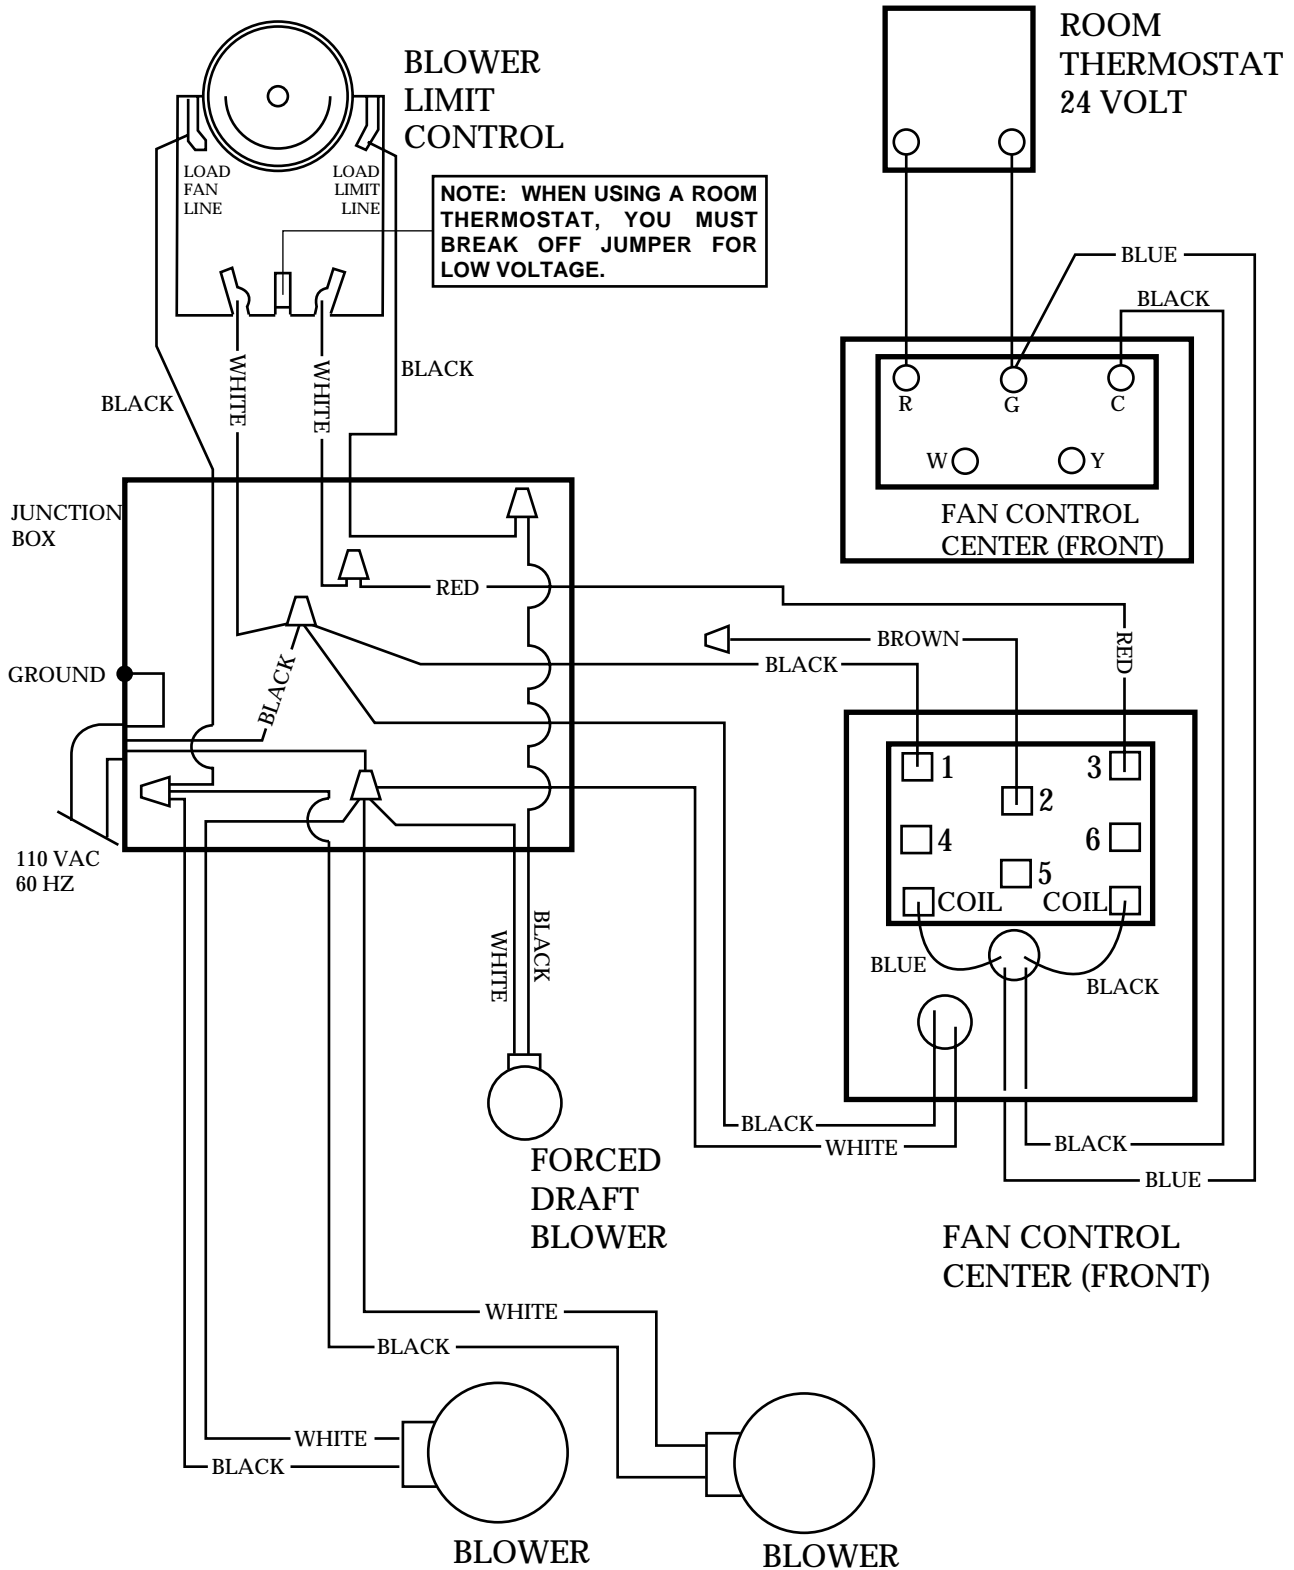 BLOWER
LIMIT
CONTROL
ROOM
THERMOSTAT
24 VOLT
LOAD
FAN
LINE
LOAD
LIMIT
LINE
NOTE: WHEN USING A ROOM
THERMOSTAT, YOU MUST
BREAK OFF JUMPER FOR
LOW VOLTAGE.
BLUE
BLACK
R
G
C
W
Y
FAN CONTROL
CENTER (FRONT)
BLACK
WHITE
WHITE
BLACK
JUNCTION
BOX
RED
BROWN
BLACK
RED
GROUND
BLACK
110 VAC
60 HZ
1
2
3
4
5
6
COIL
COIL
BLUE
BLACK
WHITE
BLACK
BLACK
WHITE
BLACK
BLUE
FORCED
DRAFT
BLOWER
FAN CONTROL
CENTER (FRONT)
WHITE
BLACK
WHITE
BLACK
BLOWER
BLOWER